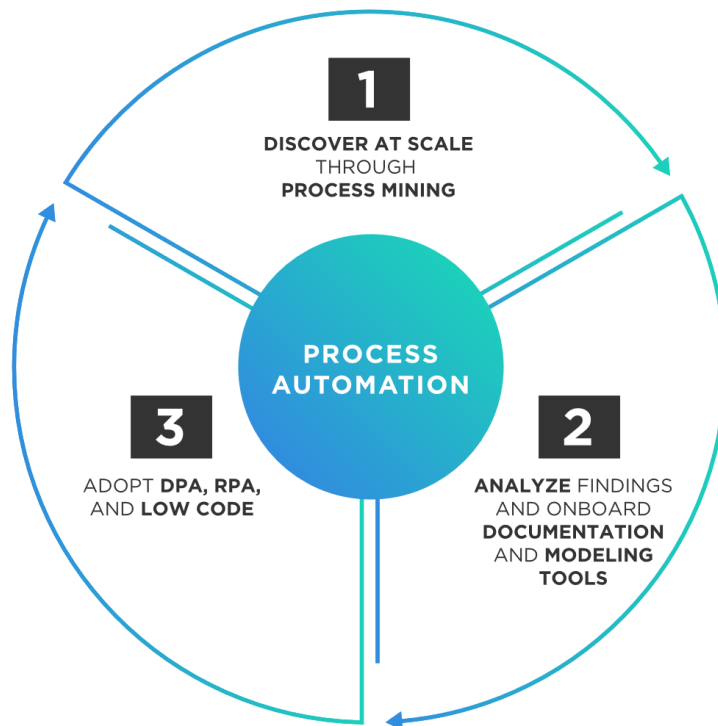 1
DISCOVER AT SCALE
THROUGH
PROCESS MINING
PROCESS
AUTOMATION
2
ANALYZE FINDINGS
AND ONBOARD
DOCUMENTATION
AND MODELING
TOOLS
3
ADOPT DPA, RPA,
AND LOW CODE